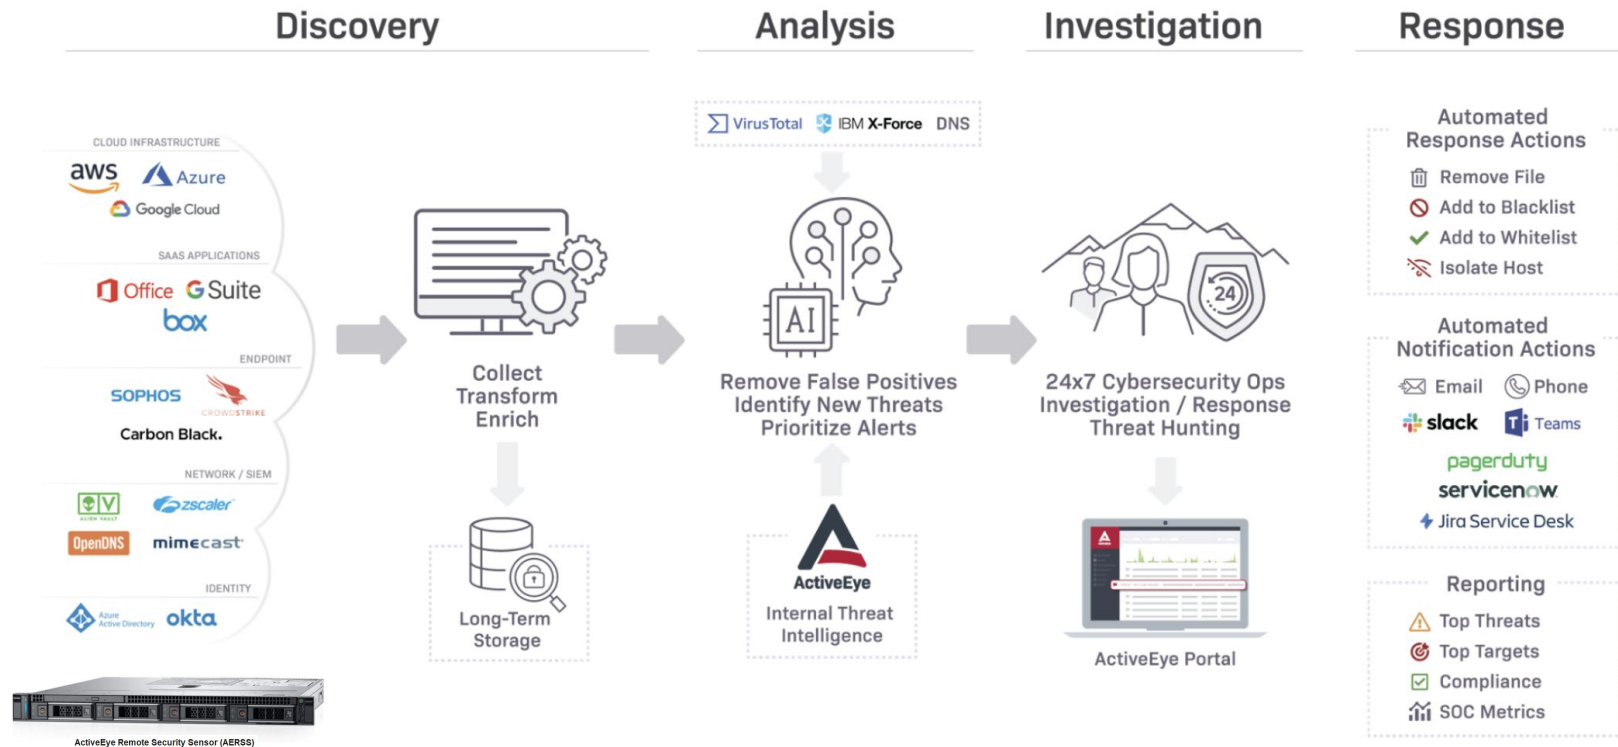 Discovery
Analysis
Investigation
Response
CLOUD INFRASTRUCTURE
aws
Azure
Google Cloud
SAAS APPLICATIONS
Office
G Suite
box
ENDPOINT
SOPHOS
CROWDSTRIKE
Carbon Black.
NETWORK / SIEM
ALIEN VAULT
zscaler
OpenDNS
mimecast
IDENTITY
Azure
Active Directory
okta
ActiveEye Remote Security Sensor (AERSS)
Collect
Transform
Enrich
Long-Term
Storage
VirusTotal
IBM X-Force
DNS
AI
Remove False Positives
Identify New Threats
Prioritize Alerts
ActiveEye
Internal Threat
Intelligence
24
24x7 Cybersecurity Ops
Investigation / Response
Threat Hunting
ActiveEye Portal
Automated
Response Actions
Remove File
Add to Blacklist
Add to Whitelist
Isolate Host
Automated
Notification Actions
Email
Phone
slack
Teams
pagerduty
servicenow
Jira Service Desk
Reporting
Top Threats
Top Targets
Compliance
SOC Metrics